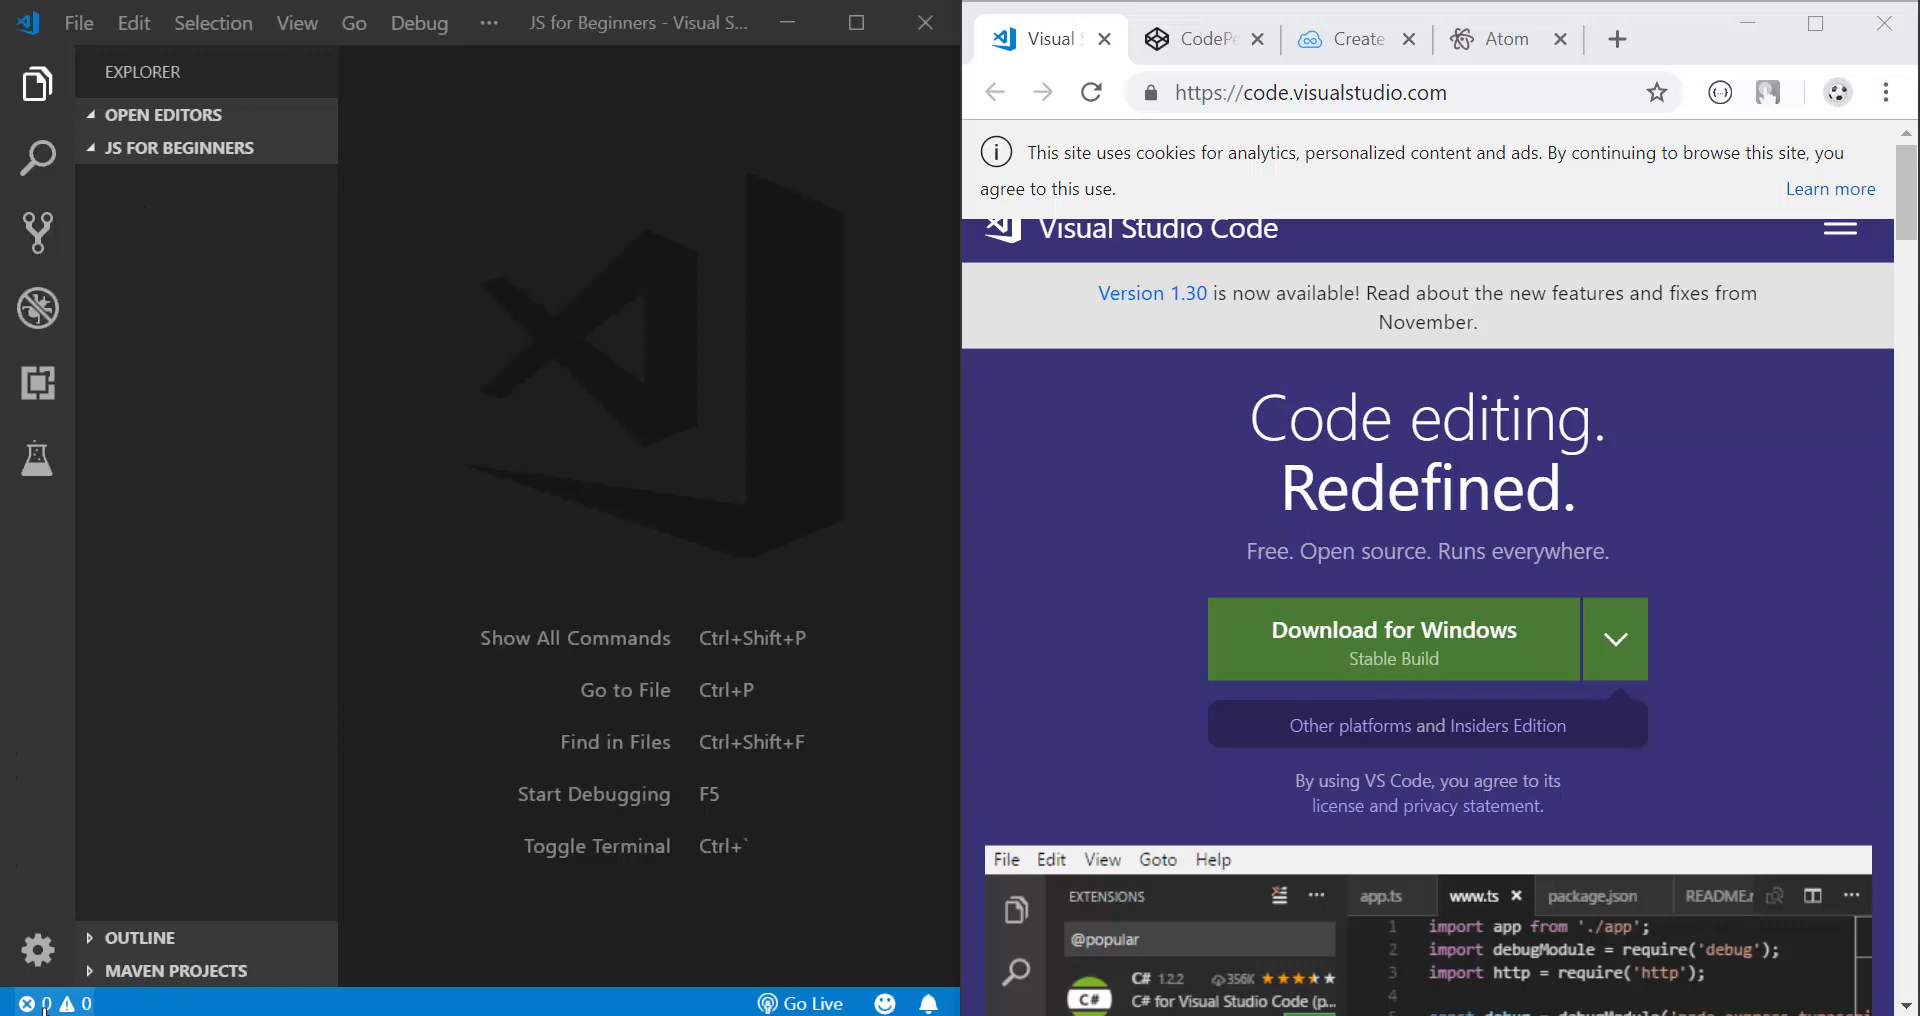 File Edit Selection View Go Debug ··· JS for Beginners - Visual S...
EXPLORER
OPEN EDITORS
JS FOR BEGINNERS
Show All Commands Ctrl+Shift+P
Go to File Ctrl+P
Find in Files Ctrl+Shift+F
Start Debugging F5
Toggle Terminal Ctrl+`
OUTLINE
MAVEN PROJECTS
0 0 Go Live
Visual CodePe Create Atom
https://code.visualstudio.com
This site uses cookies for analytics, personalized content and ads. By continuing to browse this site, you
agree to this use. Learn more
Visual Studio Code
Version 1.30 is now available! Read about the new features and fixes from
November.
Code editing.
Redefined.
Free. Open source. Runs everywhere.
Download for Windows
Stable Build
Other platforms and Insiders Edition
By using VS Code, you agree to its
license and privacy statement.
File Edit View Goto Help
EXTENSIONS ··· app.ts www.ts package.json README.r ···
@popular
C# 1.2.2 356K
C#
C# for Visual Studio Code (p...
1 import app from './app';
2 import debugModule = require('debug');
3 import http = require('http');
4